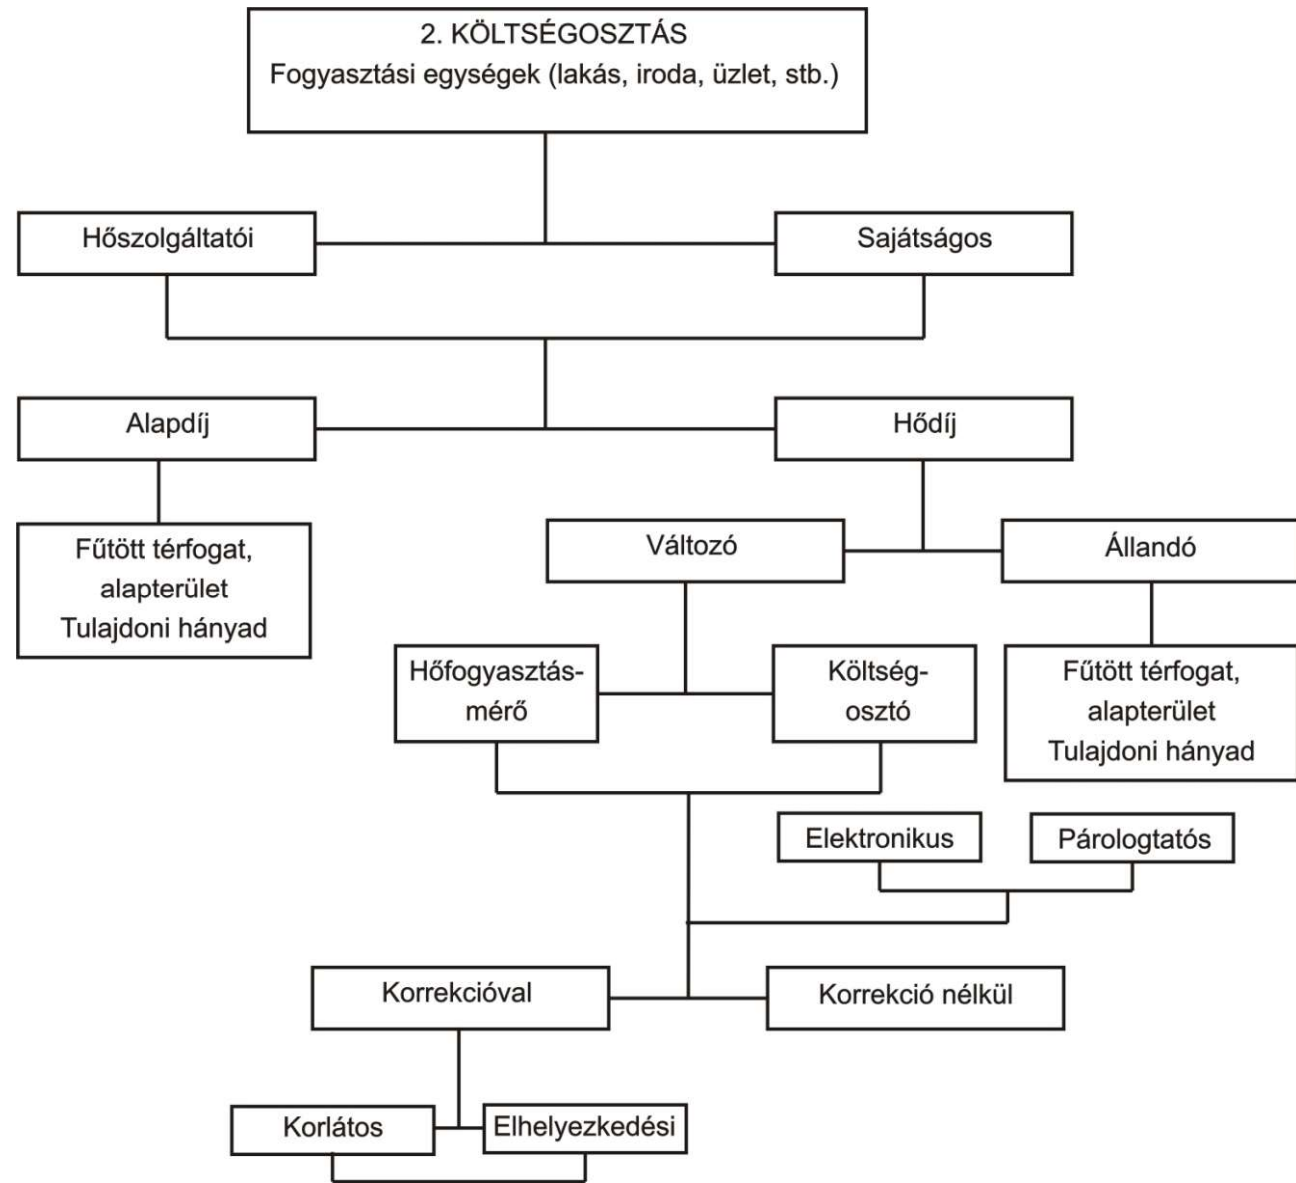 2. KÖLTSÉGOSZTÁS
Fogyasztási egységek (lakás, iroda, üzlet, stb.)
Hőszolgáltatói
Sajátságos
Alapdíj
Hődíj
Fűtött térfogat,
alapterület
Tulajdoni hányad
Változó
Állandó
Hőfogyasztás-
mérő
Költség-
osztó
Fűtött térfogat,
alapterület
Tulajdoni hányad
Elektronikus
Párologtatós
Korrekcióval
Korrekció nélkül
Korlátos
Elhelyezkedési